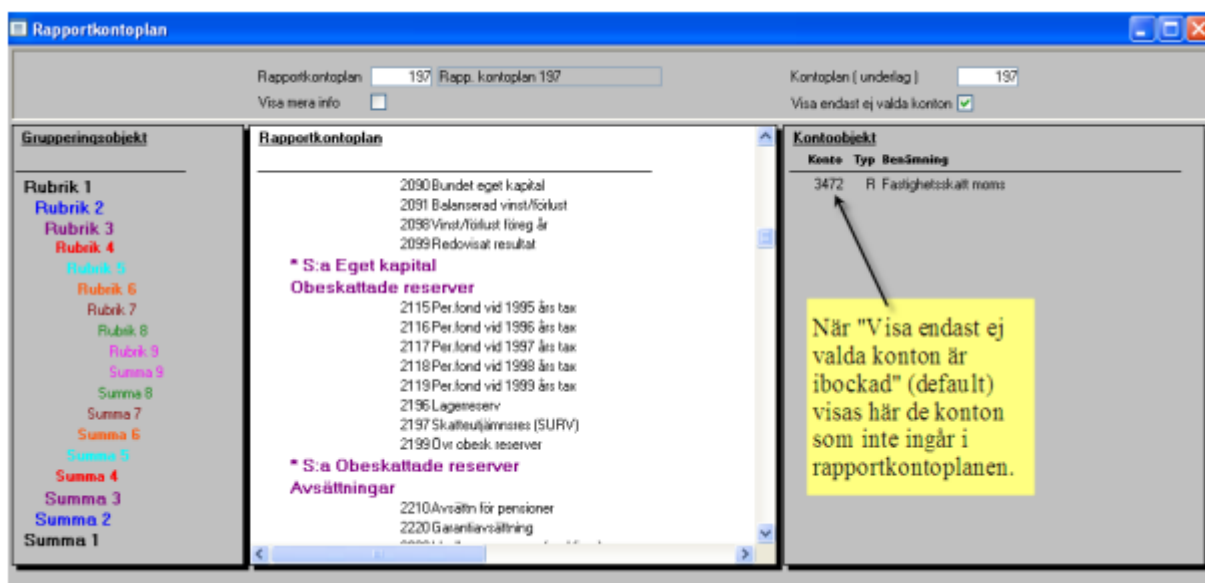 Rapportkontoplan
Rapportkontoplan 197 Rapp. kontoplan 197
Visa mera info
Kontoplan ( underlag ) 197
Visa endast ej valda konton
Grupperingsobjekt
Rubrik 1
Rubrik 2
Rubrik 3
Rubrik 4
Rubrik 5
Rubrik 6
Rubrik 7
Rubrik 8
Rubrik 9
Summa 9
Summa 8
Summa 7
Summa 6
Summa 5
Summa 4
Summa 3
Summa 2
Summa 1
Rapportkontoplan
2090 Bundet eget kapital
2091 Balanserad vinst/förlust
2098 Vinst/förlust föreg år
2099 Redovisat resultat
* S:a Eget kapital
Obeskattade reserver
2115 Per.fond vid 1995 års tax
2116 Per.fond vid 1996 års tax
2117 Per.fond vid 1997 års tax
2118 Per.fond vid 1998 års tax
2119 Per.fond vid 1999 års tax
2196 Lagerreserv
2197 Skatteutjämnsres (SURV)
2199 Övr obesk reserver
* S:a Obeskattade reserver
Avsättningar
2210 Avsättn för pensioner
2220 Garantiavsättning
Kontoobjekt
Konto Typ Benämning
3472 R Fastighetsskatt moms
När "Visa endast ej
valda konton är
ibockad" (default)
visas här de konton
som inte ingår i
rapportkontoplanen.